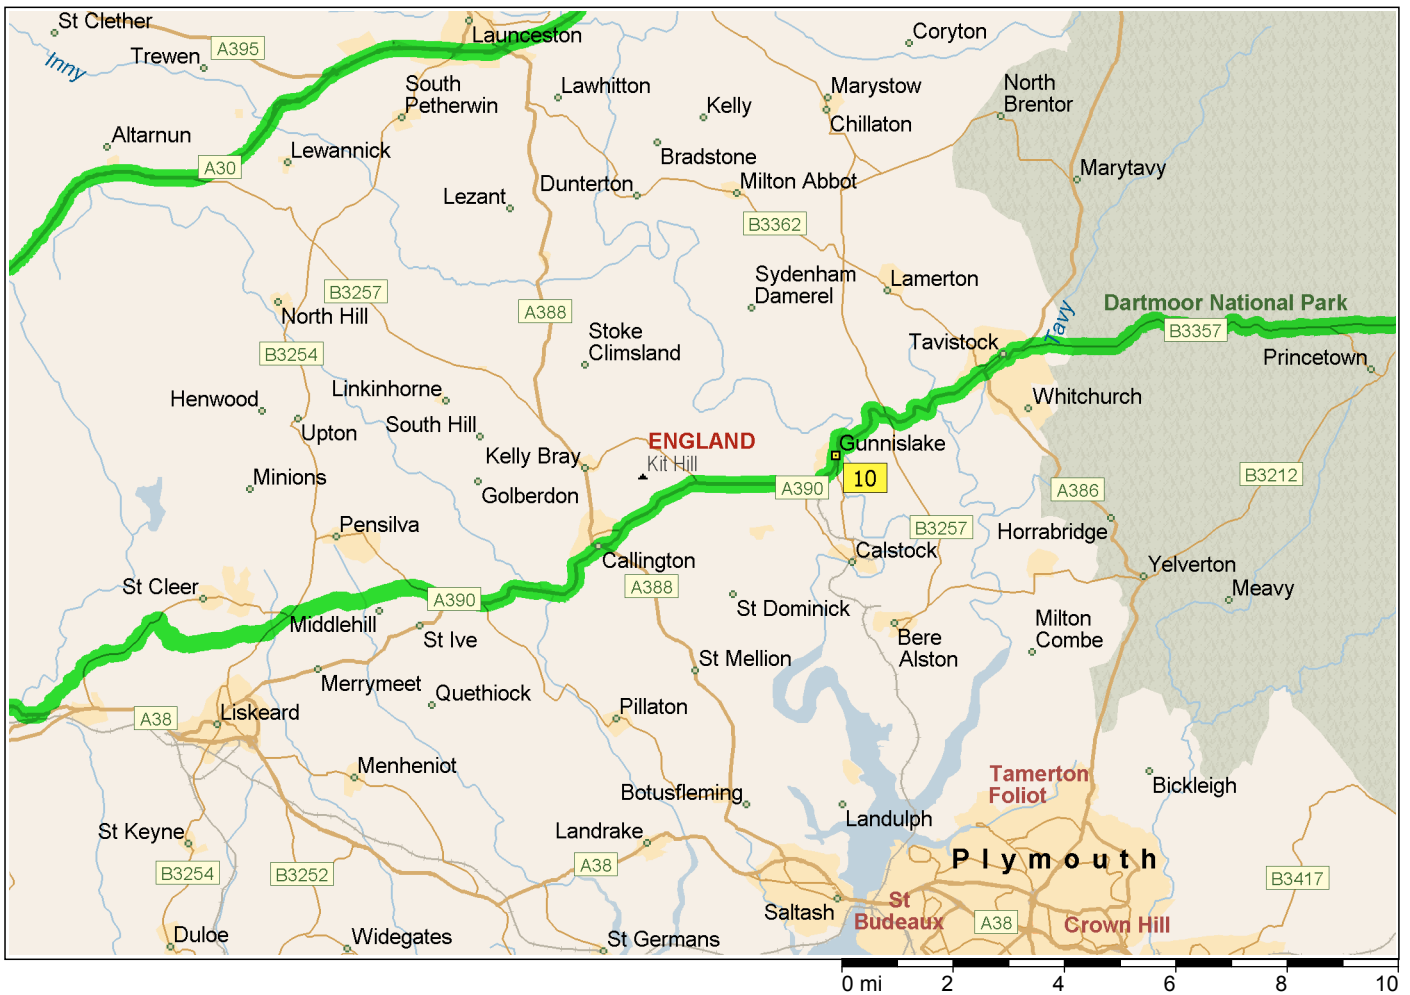 St Clether
Coryton
Launceston
A395
Trewen
Inny
South
Petherwin
Lawhitton
Marystow
North
Brentor
Kelly
Chillaton
Altarnun
Lewannick
Bradstone
A30
Marytavy
Dunterton
Milton Abbot
Lezant
B3362
Sydenham
Damerel
Lamerton
B3257
Dartmoor National Park
North Hill
A388
Tavy
Stoke
Climsland
B3357
Tavistock
B3254
Princetown
Linkinhorne
Henwood
Whitchurch
South Hill
Upton
ENGLAND
Gunnislake
Kelly Bray
Kit Hill
Minions
10
B3212
Golberdon
A390
A386
Pensilva
B3257
Horrabridge
Calstock
Callington
Yelverton
St Cleer
A388
Meavy
A390
St Dominick
Middlehill
Milton
Combe
St Ive
Bere
Alston
St Mellion
Merrymeet
Quethiock
Liskeard
A38
Pillaton
Menheniot
Tamerton
Foliot
Bickleigh
Botusfleming
Landulph
St Keyne
Landrake
Plymouth
A38
B3254
B3252
B3417
St
Budeaux
Saltash
A38
Crown Hill
Duloe
Widegates
St Germans
0 mi 2 4 6 8 10